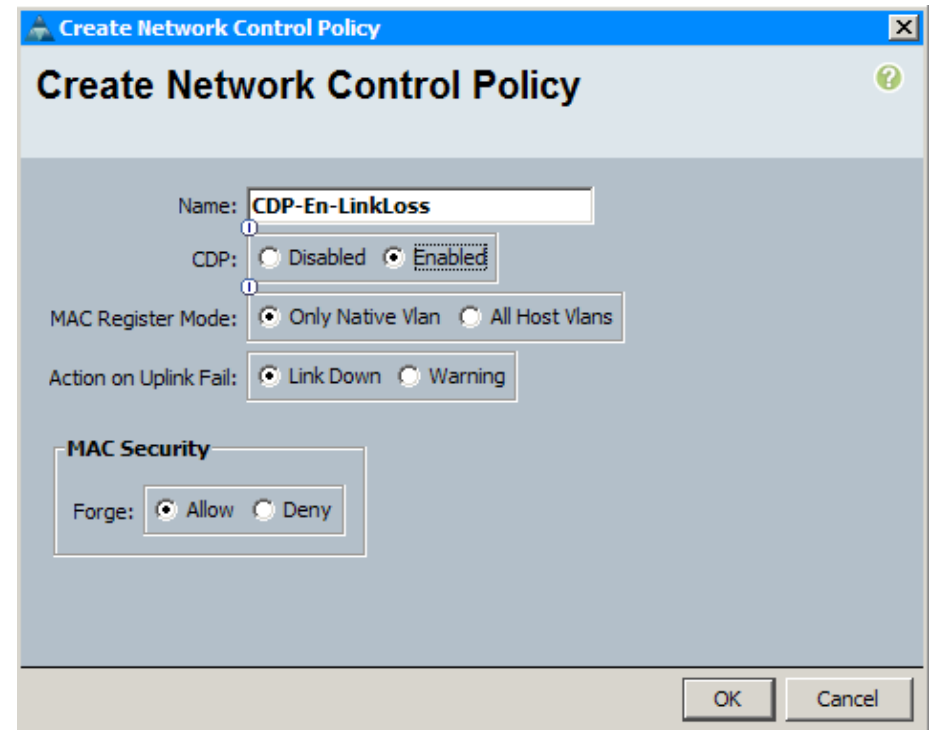 Create Network Control Policy
Create Network Control Policy
Name: CDP-En-LinkLoss
CDP: Disabled Enabled
MAC Register Mode: Only Native Vlan All Host Vlans
Action on Uplink Fail: Link Down Warning
MAC Security
Forge: Allow Deny
OK Cancel